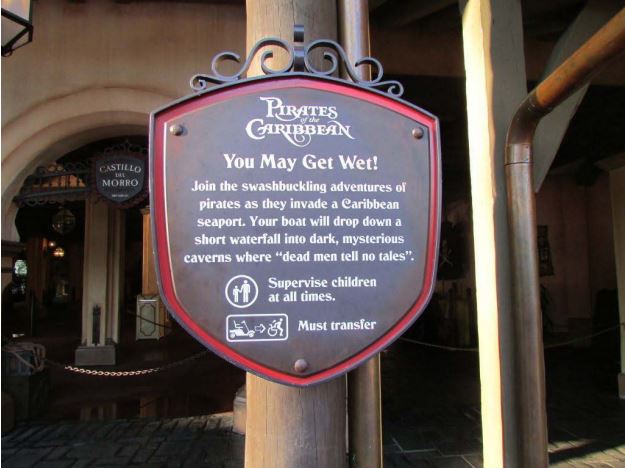 PIRATES
of the
CARIBBEAN
You May Get Wet!
Join the swashbuckling adventures of
pirates as they invade a Caribbean
seaport. Your boat will drop down a
short waterfall into dark, mysterious
caverns where “dead men tell no tales”.
Supervise children
at all times.
Must transfer
CASTILLO
DEL
MORRO